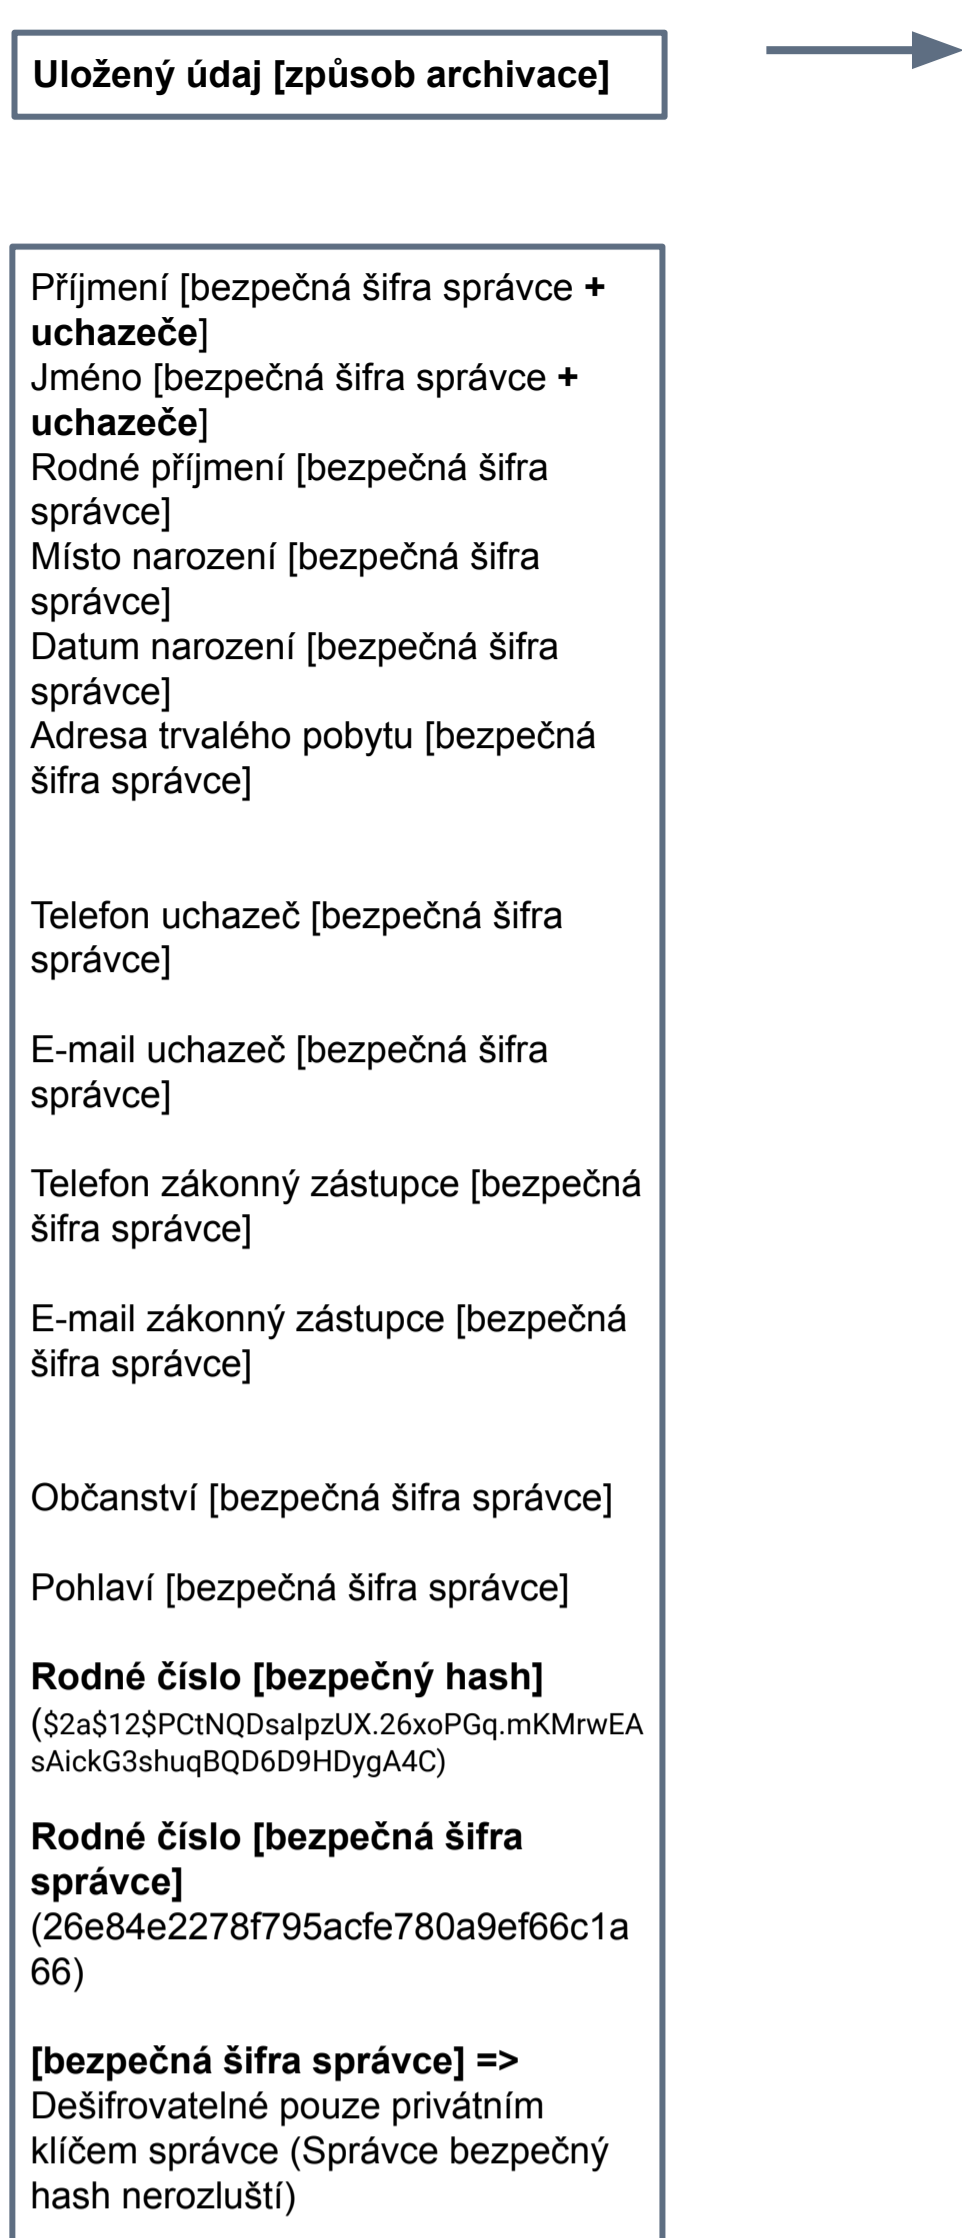 Uložený údaj [způsob archivace]
Příjmení [bezpečná šifra správce +
uchazeče]
Jméno [bezpečná šifra správce +
uchazeče]
Rodné příjmení [bezpečná šifra
správce]
Místo narození [bezpečná šifra
správce]
Datum narození [bezpečná šifra
správce]
Adresa trvalého pobytu [bezpečná
šifra správce]
Telefon uchazeč [bezpečná šifra
správce]
E-mail uchazeč [bezpečná šifra
správce]
Telefon zákonný zástupce [bezpečná
šifra správce]
E-mail zákonný zástupce [bezpečná
šifra správce]
Občanství [bezpečná šifra správce]
Pohlaví [bezpečná šifra správce]
Rodné číslo [bezpečný hash]
($2a$12$PCtNQDsaIpzUX.26xoPGq.mKMrwEA
sAickG3shuqBQD6D9HDygA4C)
Rodné číslo [bezpečná šifra
správce]
(26e84e2278f795acfe780a9ef66c1a
66)
[bezpečná šifra správce] =>
Dešifrovatelné pouze privátním
klíčem správce (Správce bezpečný
hash nerozluští)